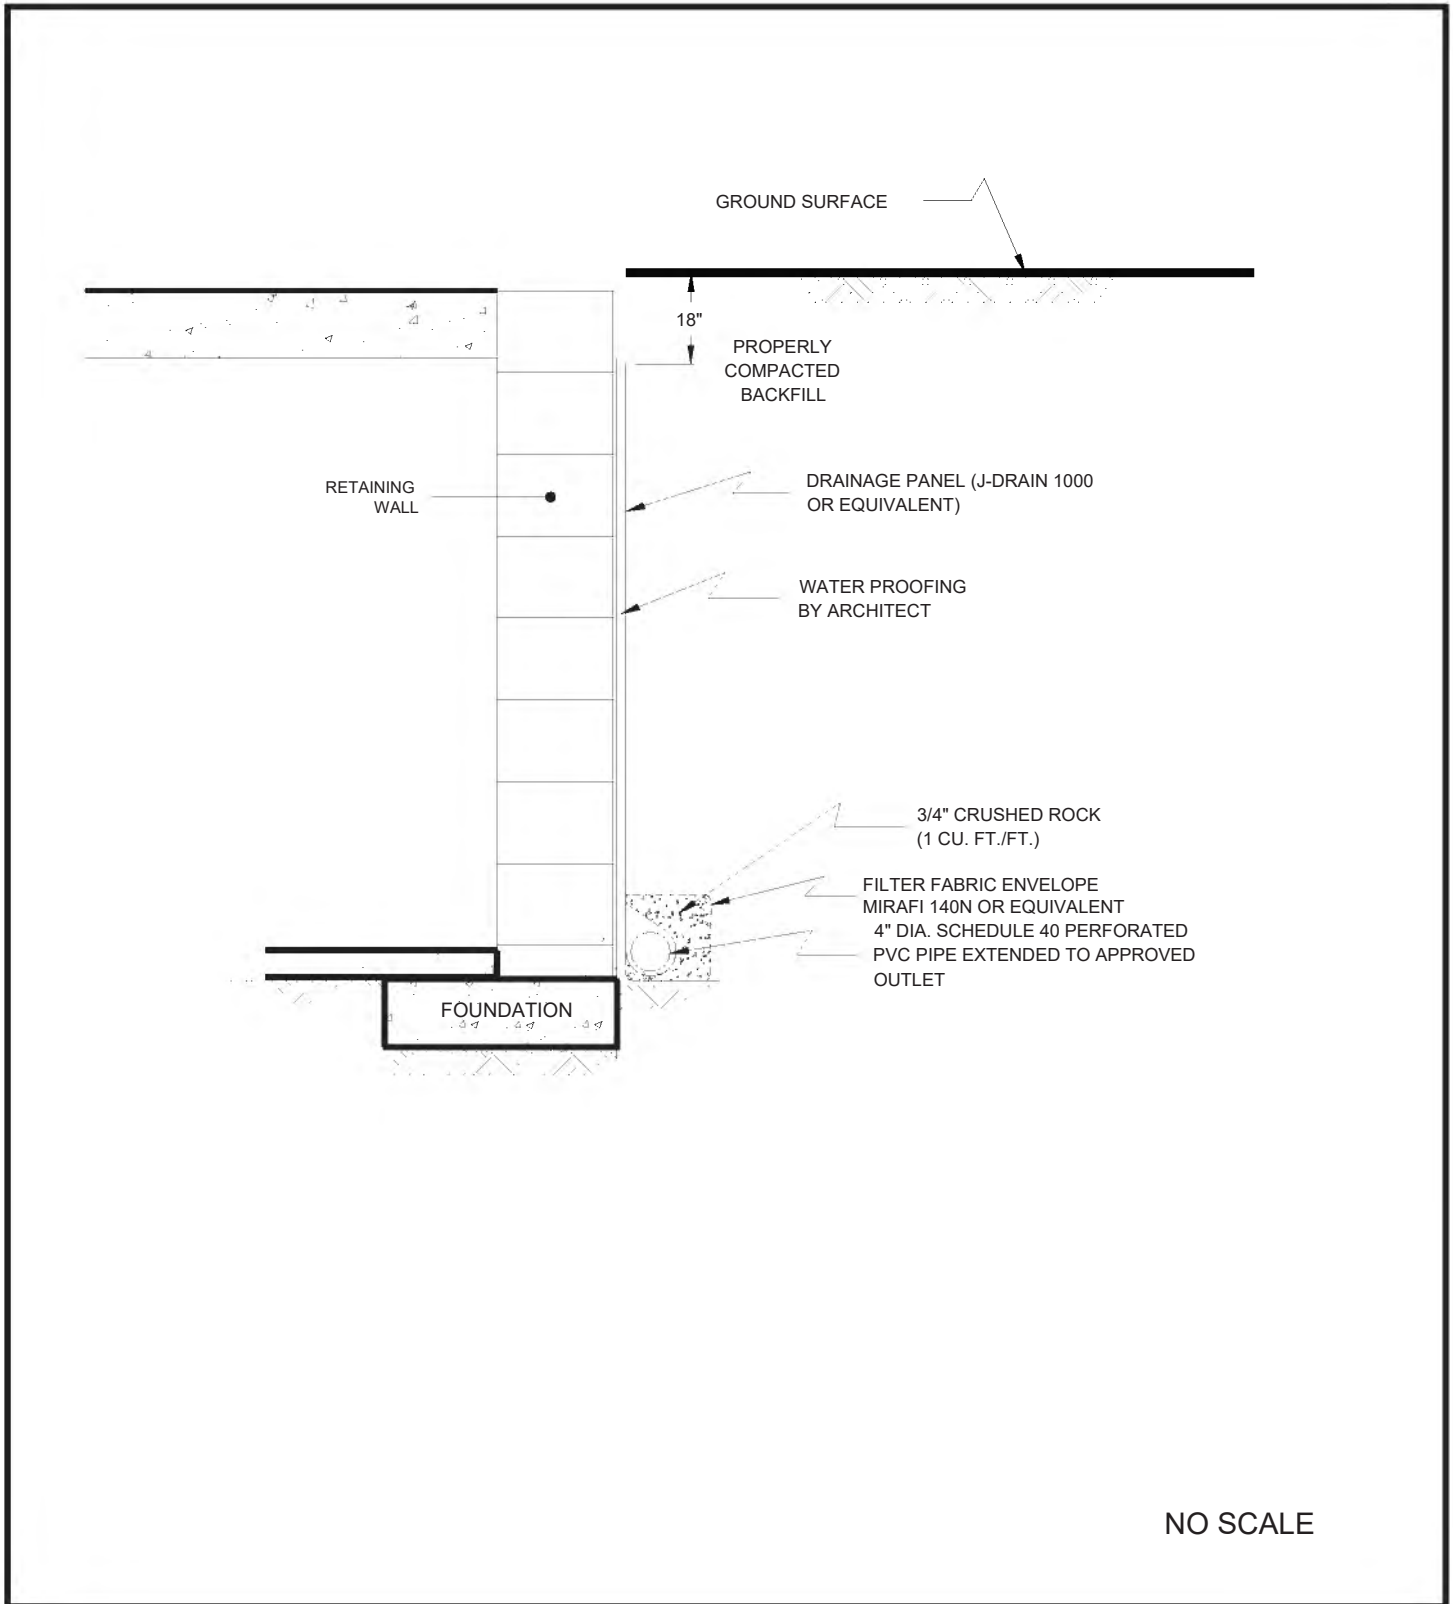 GROUND SURFACE
18"
PROPERLY
COMPACTED
BACKFILL
RETAINING
WALL
DRAINAGE PANEL (J-DRAIN 1000
OR EQUIVALENT)
WATER PROOFING
BY ARCHITECT
3/4" CRUSHED ROCK
(1 CU. FT./FT.)
FILTER FABRIC ENVELOPE
MIRAFI 140N OR EQUIVALENT
4" DIA. SCHEDULE 40 PERFORATED
PVC PIPE EXTENDED TO APPROVED
OUTLET
FOUNDATION
NO SCALE